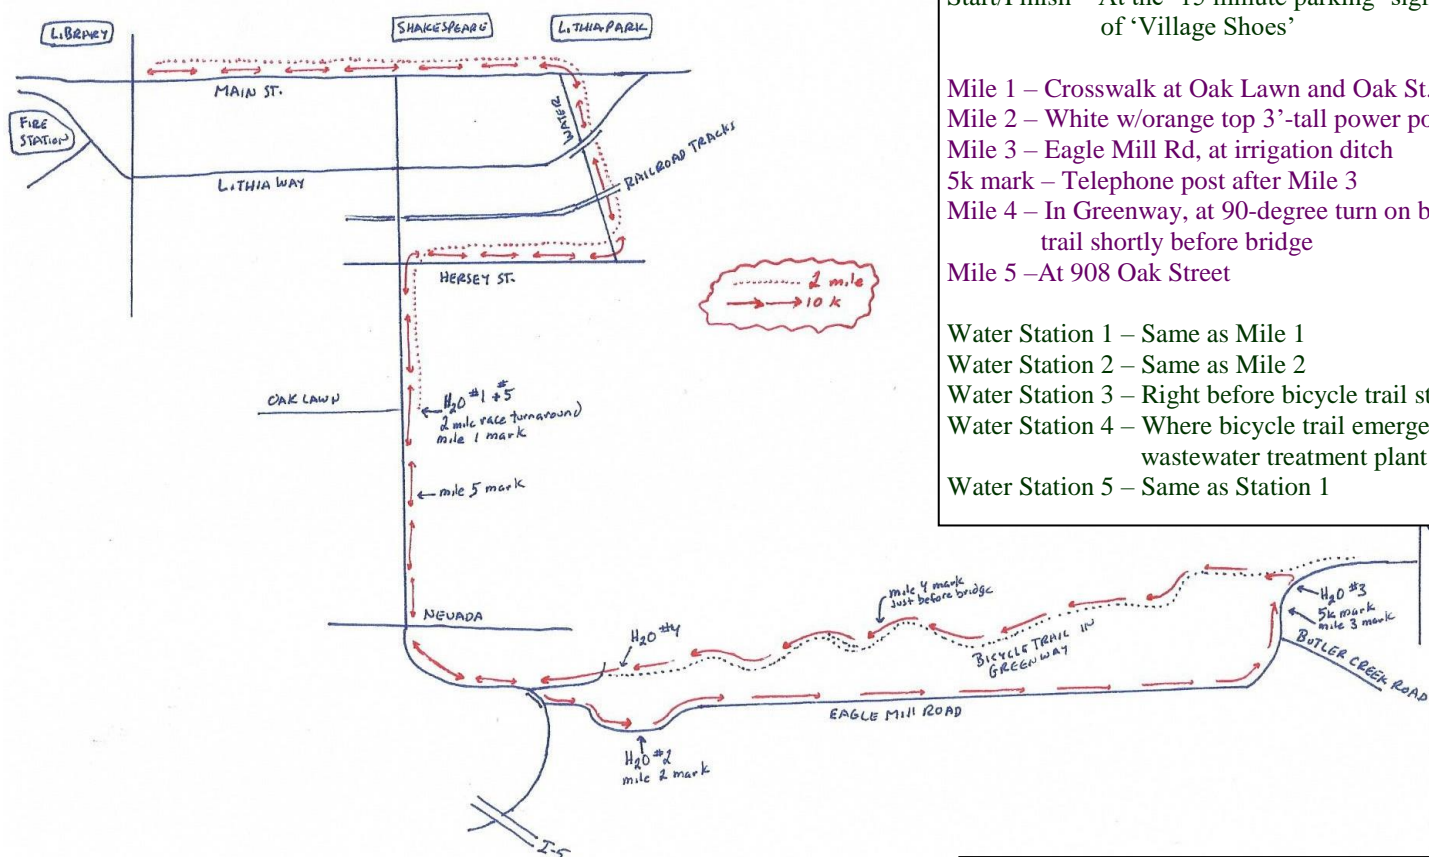 LIBRARY
SHAKESPEARE
LITHIA PARK
MAIN ST.
FIRE
STATION
WATER
LITHIA WAY
RAILROAD TRACKS
HERSEY ST.
2 mile
10 k
OAK LAWN
H2O #1 + #5
2 mile race turnaround
mile 1 mark
mile 5 mark
NEVADA
H2O #4
mile 4 mark
just before bridge
BICYCLE TRAIL IN
GREENWAY
H2O #3
5k mark
mile 3 mark
BUTLER CREEK ROAD
EAGLE MILL ROAD
H2O #2
mile 2 mark
I-5
Start/Finish – At the '15 minute parking' sign
of ‘Village Shoes’
Mile 1 – Crosswalk at Oak Lawn and Oak St.
Mile 2 – White w/orange top 3’-tall power
Mile 3 – Eagle Mill Rd, at irrigation ditch
5k mark – Telephone post after Mile 3
Mile 4 – In Greenway, at 90-degree turn on
trail shortly before bridge
Mile 5 –At 908 Oak Street
Water Station 1 – Same as Mile 1
Water Station 2 – Same as Mile 2
Water Station 3 – Right before bicycle trail
Water Station 4 – Where bicycle trail
wastewater treatment plant
Water Station 5 – Same as Station 1